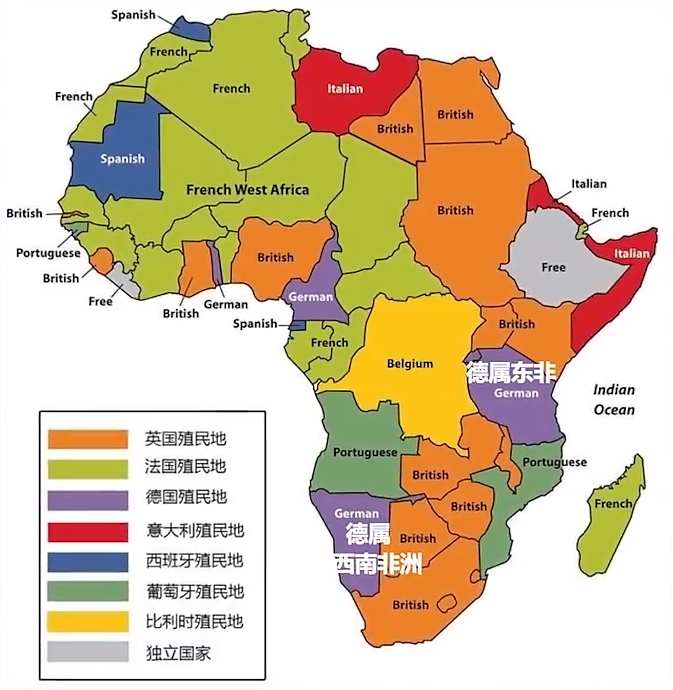 Spanish
French
French
French
Italian
British
British
Spanish
French West Africa
British
Italian
French
Italian
British
Portuguese
British
Free
British
German
British
German
Spanish
French
Free
British
Belgium
德属东非
German
Indian
Ocean
Portuguese
British
Portuguese
German
德属
西南非洲
British
British
French
British
英国殖民地
法国殖民地
德国殖民地
意大利殖民地
西班牙殖民地
葡萄牙殖民地
比利时殖民地
独立国家